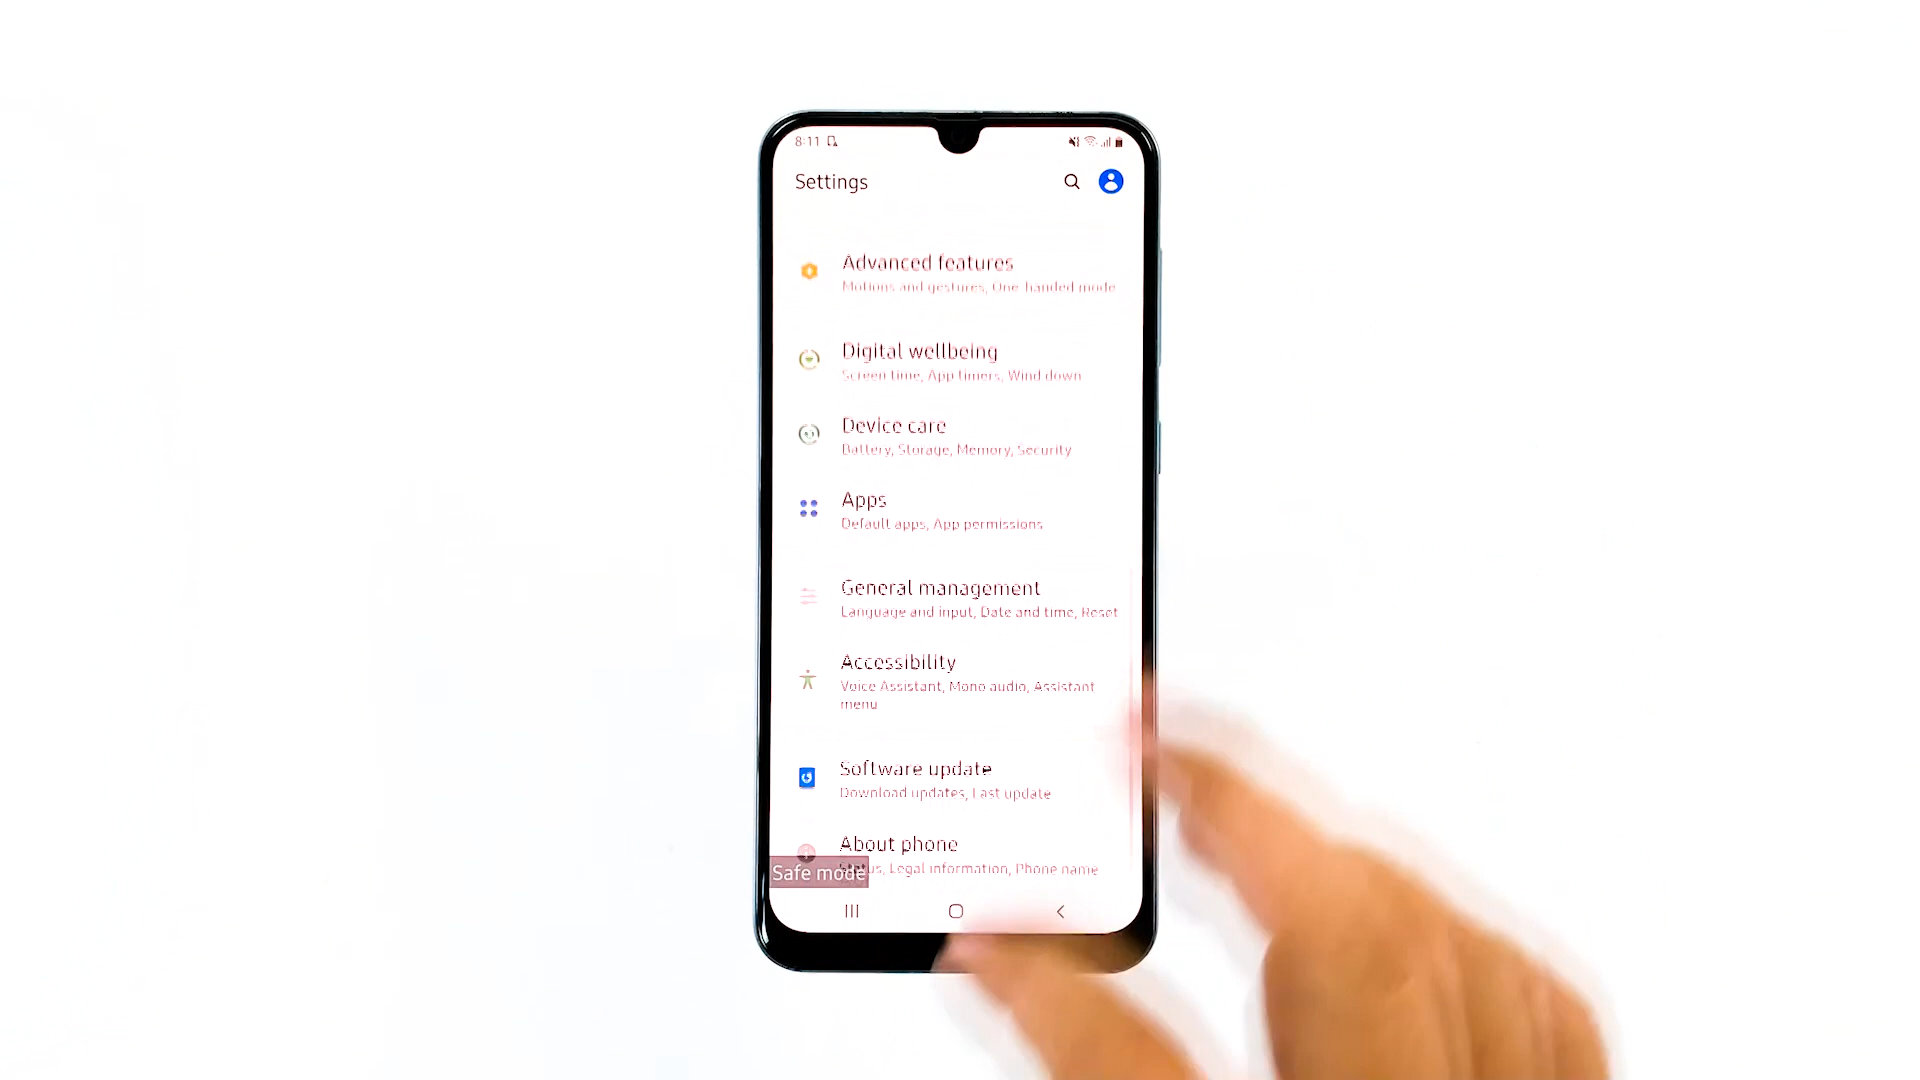 8:11
Settings
Advanced features
Motions and gestures, One-handed mode
Digital wellbeing
Screen time, App timers, Wind down
Device care
Battery, Storage, Memory, Security
Apps
Default apps, App permissions
General management
Language and input, Date and time, Reset
Accessibility
Voice Assistant, Mono audio, Assistant
menu
Software update
Download updates, Last update
About phone
Status, Legal information, Phone name
Safe mode